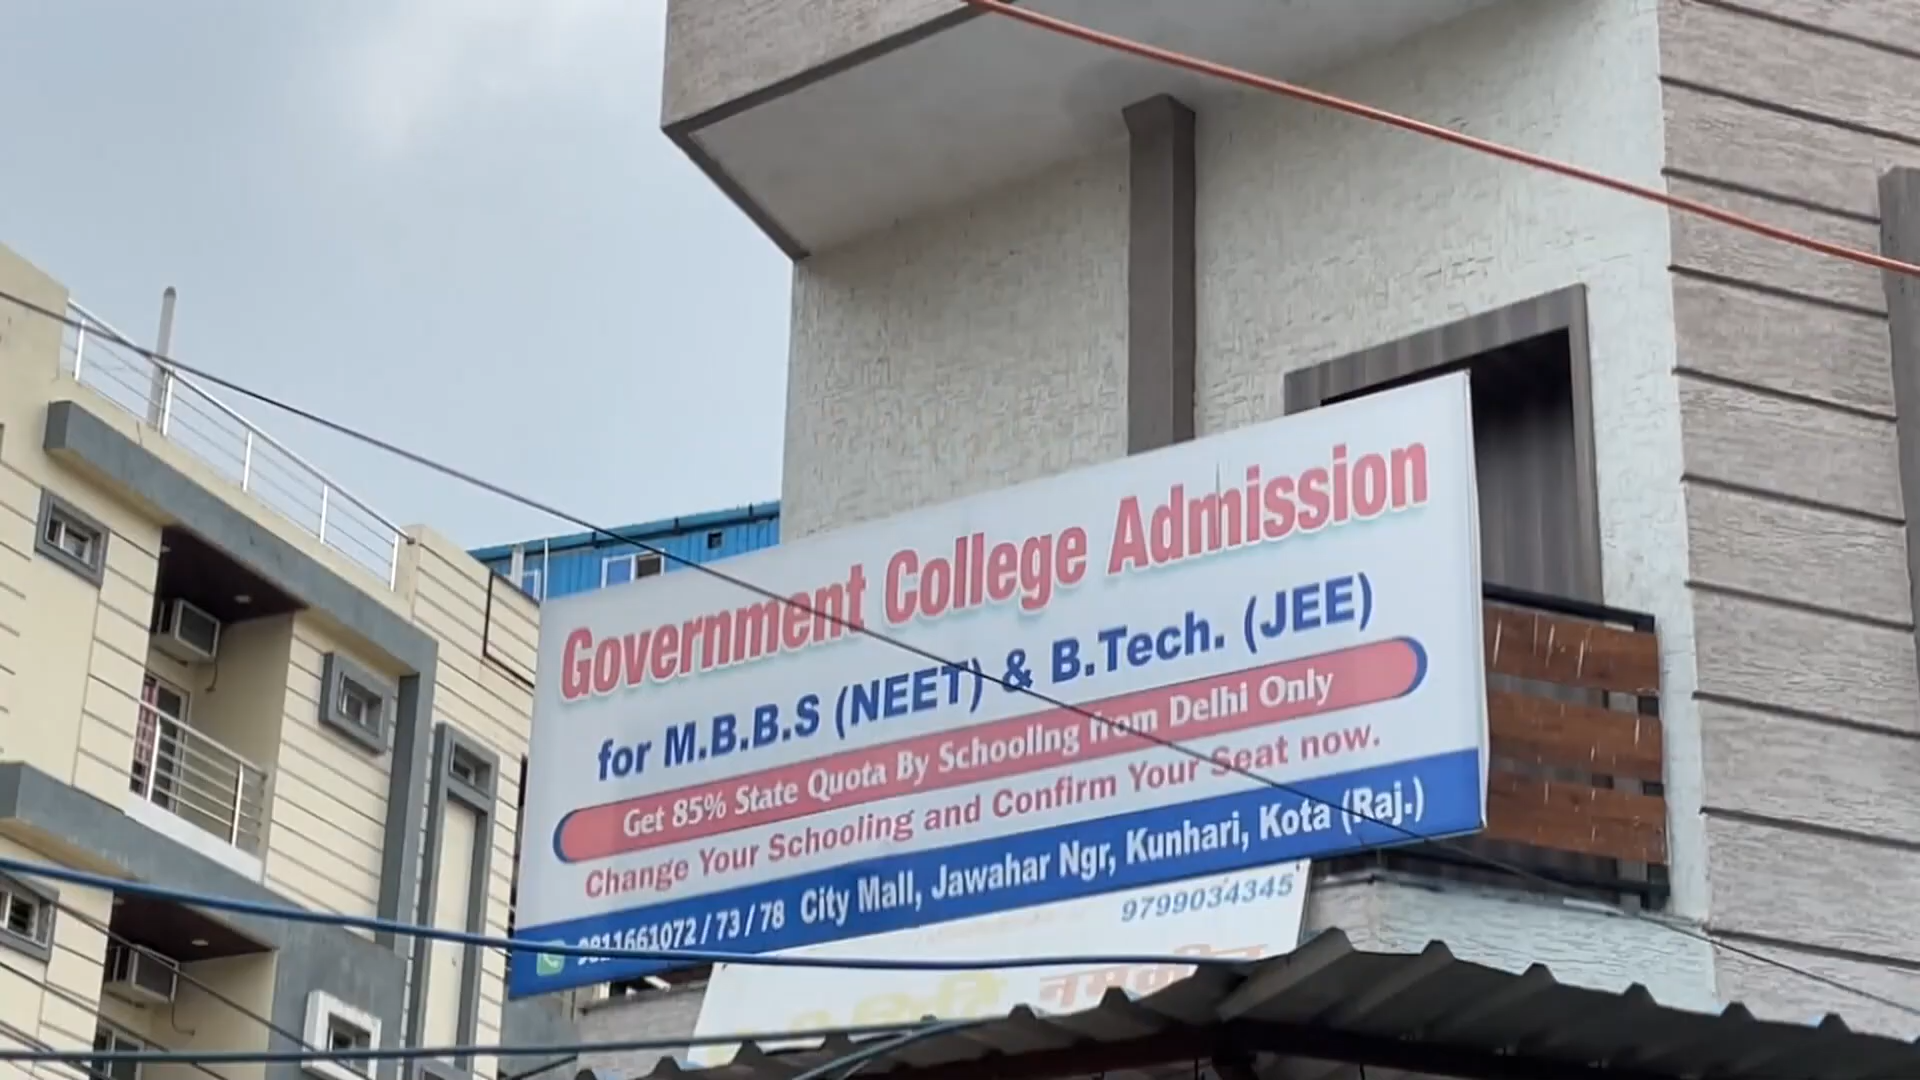 Government College Admission
for M.B.B.S (NEET) & B.Tech. (JEE)
Get 85% State Quota By Schooling from Delhi Only
Change Your Schooling and Confirm Your Seat now.
9811661072 / 73 / 78 City Mall, Jawahar Ngr, Kunhari, Kota (Raj.)
9799034345
नमकीन